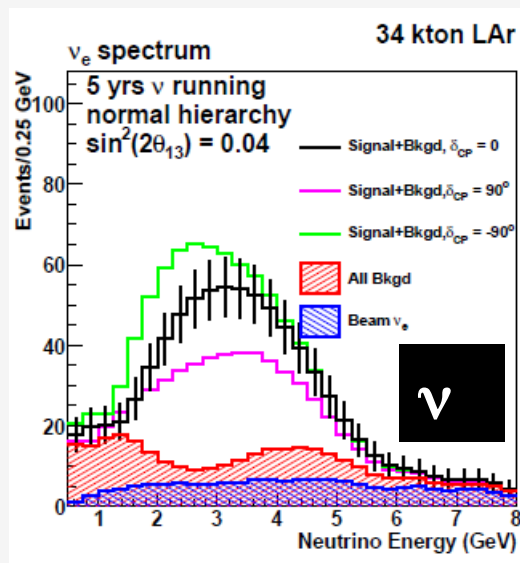 34 kton LAr
νe spectrum
5 yrs ν running
normal hierarchy
sin²(2θ₁₃) = 0.04
Events/0.25 GeV
100
80
60
40
20
0
Signal+Bkgd, δCP = 0
Signal+Bkgd,δCP = 90°
Signal+Bkgd,δCP = -90°
All Bkgd
Beam νe
ν
1 2 3 4 5 6 7 8
Neutrino Energy (GeV)